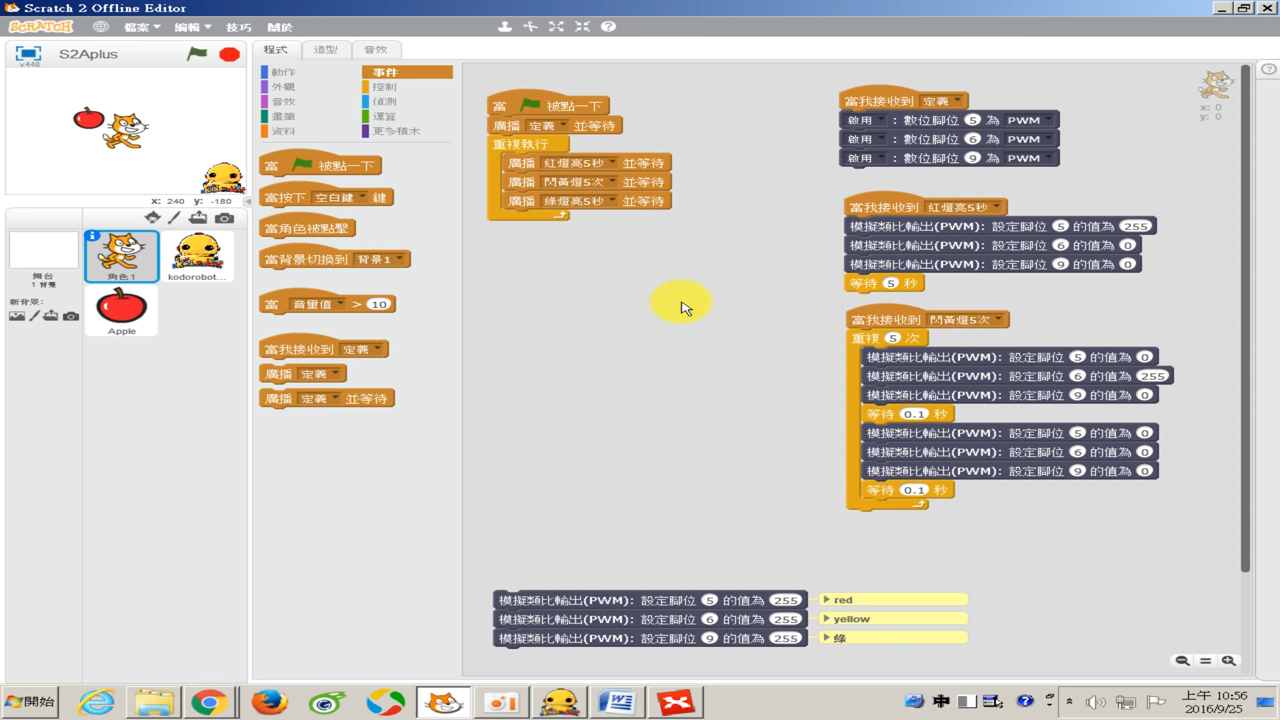 Scratch 2 Offline Editor
SCRATCH 檔案 編輯 技巧 關於
S2Aplus
v448
程式 造型 音效
動作 事件
外觀 控制
音效 偵測
畫筆 運算
資料 更多積木
當 被點一下
當按下 空白鍵 鍵
當角色被點擊
當背景切換到 背景1
當 音量值 > 10
當我接收到 定義
廣播 定義
廣播 定義 並等待
x: 240 y: -180
舞台
1 背景
新背景:
角色1
kodorobot...
Apple
當 被點一下
廣播 定義 並等待
重複執行
廣播 紅燈亮5秒 並等待
廣播 閃黃燈5次 並等待
廣播 綠燈亮5秒 並等待
當我接收到 定義
啟用 : 數位腳位 5 為 PWM
啟用 : 數位腳位 6 為 PWM
啟用 : 數位腳位 9 為 PWM
當我接收到 紅燈亮5秒
模擬類比輸出(PWM): 設定腳位 5 的值為 255
模擬類比輸出(PWM): 設定腳位 6 的值為 0
模擬類比輸出(PWM): 設定腳位 9 的值為 0
等待 5 秒
當我接收到 閃黃燈5次
重複 5 次
模擬類比輸出(PWM): 設定腳位 5 的值為 0
模擬類比輸出(PWM): 設定腳位 6 的值為 255
模擬類比輸出(PWM): 設定腳位 9 的值為 0
等待 0.1 秒
模擬類比輸出(PWM): 設定腳位 5 的值為 0
模擬類比輸出(PWM): 設定腳位 6 的值為 0
模擬類比輸出(PWM): 設定腳位 9 的值為 0
等待 0.1 秒
模擬類比輸出(PWM): 設定腳位 5 的值為 255 red
模擬類比輸出(PWM): 設定腳位 6 的值為 255 yellow
模擬類比輸出(PWM): 設定腳位 9 的值為 255 綠
x: 0
y: 0
開始
中
上午 10:56
2016/9/25